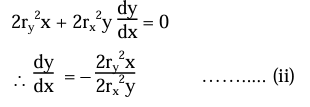 2r_y²x + 2r_x²y dy/dx = 0
∴ dy/dx = − 2r_y²x / 2r_x²y .......... (ii)